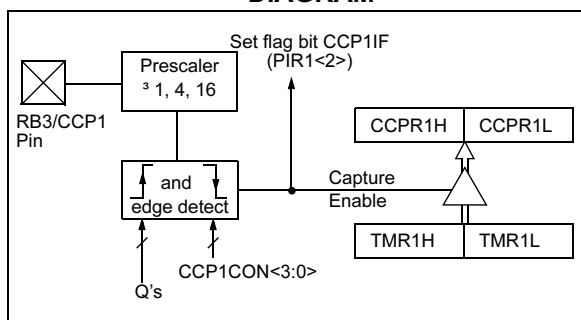 DIAGRAM
Set flag bit CCP1IF
(PIR1<2>)
Prescaler
³ 1, 4, 16
RB3/CCP1
Pin
CCPR1H CCPR1L
and
edge detect
Capture
Enable
TMR1H TMR1L
CCP1CON<3:0>
Q's